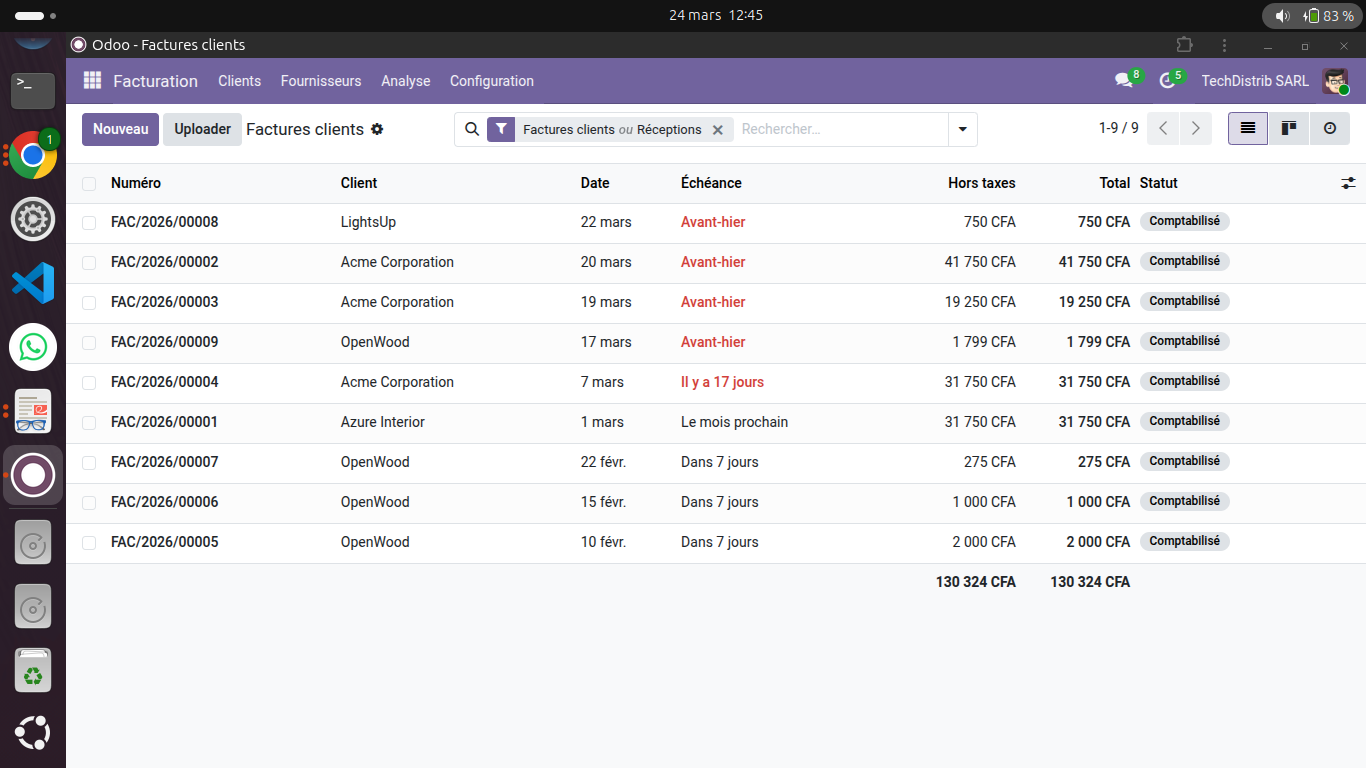 24 mars 12:45
83 %
Odoo - Factures clients
>_
Facturation Clients Fournisseurs Analyse Configuration 8 5 TechDistrib SARL
Nouveau Uploader Factures clients Factures clients ou Réceptions Rechercher... 1-9 / 9
1
Numéro Client Date Échéance Hors taxes Total Statut
FAC/2026/00008 LightsUp 22 mars Avant-hier 750 CFA 750 CFA Comptabilisé
FAC/2026/00002 Acme Corporation 20 mars Avant-hier 41 750 CFA 41 750 CFA Comptabilisé
FAC/2026/00003 Acme Corporation 19 mars Avant-hier 19 250 CFA 19 250 CFA Comptabilisé
FAC/2026/00009 OpenWood 17 mars Avant-hier 1 799 CFA 1 799 CFA Comptabilisé
FAC/2026/00004 Acme Corporation 7 mars Il y a 17 jours 31 750 CFA 31 750 CFA Comptabilisé
FAC/2026/00001 Azure Interior 1 mars Le mois prochain 31 750 CFA 31 750 CFA Comptabilisé
FAC/2026/00007 OpenWood 22 févr. Dans 7 jours 275 CFA 275 CFA Comptabilisé
FAC/2026/00006 OpenWood 15 févr. Dans 7 jours 1 000 CFA 1 000 CFA Comptabilisé
FAC/2026/00005 OpenWood 10 févr. Dans 7 jours 2 000 CFA 2 000 CFA Comptabilisé
130 324 CFA 130 324 CFA